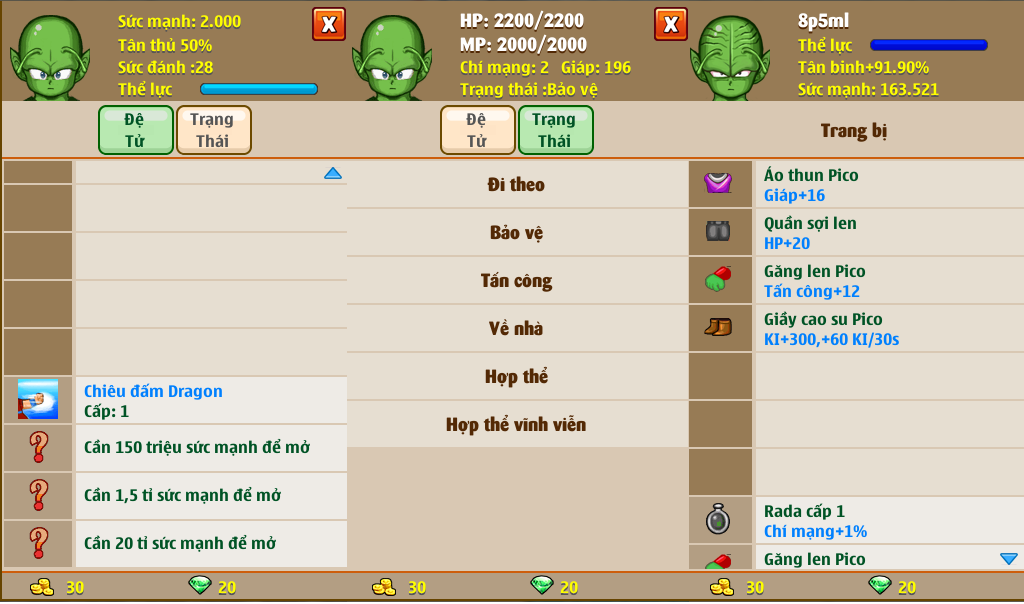 Sức mạnh: 2.000
Tân thủ 50%
Sức đánh :28
Thể lực
X
Đệ
Tử
Trạng
Thái
Chiêu đấm Dragon
Cấp: 1
Cần 150 triệu sức mạnh để mở
Cần 1,5 tỉ sức mạnh để mở
Cần 20 tỉ sức mạnh để mở
30
20
HP: 2200/2200
MP: 2000/2000
Chí mạng: 2 Giáp: 196
Trạng thái :Bảo vệ
X
Đệ
Tử
Trạng
Thái
Đi theo
Bảo vệ
Tấn công
Về nhà
Hợp thể
Hợp thể vĩnh viễn
30
20
8p5ml
Thể lực
Tân binh+91.90%
Sức mạnh: 163.521
Trang bị
Áo thun Pico
Giáp+16
Quần sợi len
HP+20
Găng len Pico
Tấn công+12
Giầy cao su Pico
KI+300,+60 KI/30s
Rada cấp 1
Chí mạng+1%
Găng len Pico
30
20